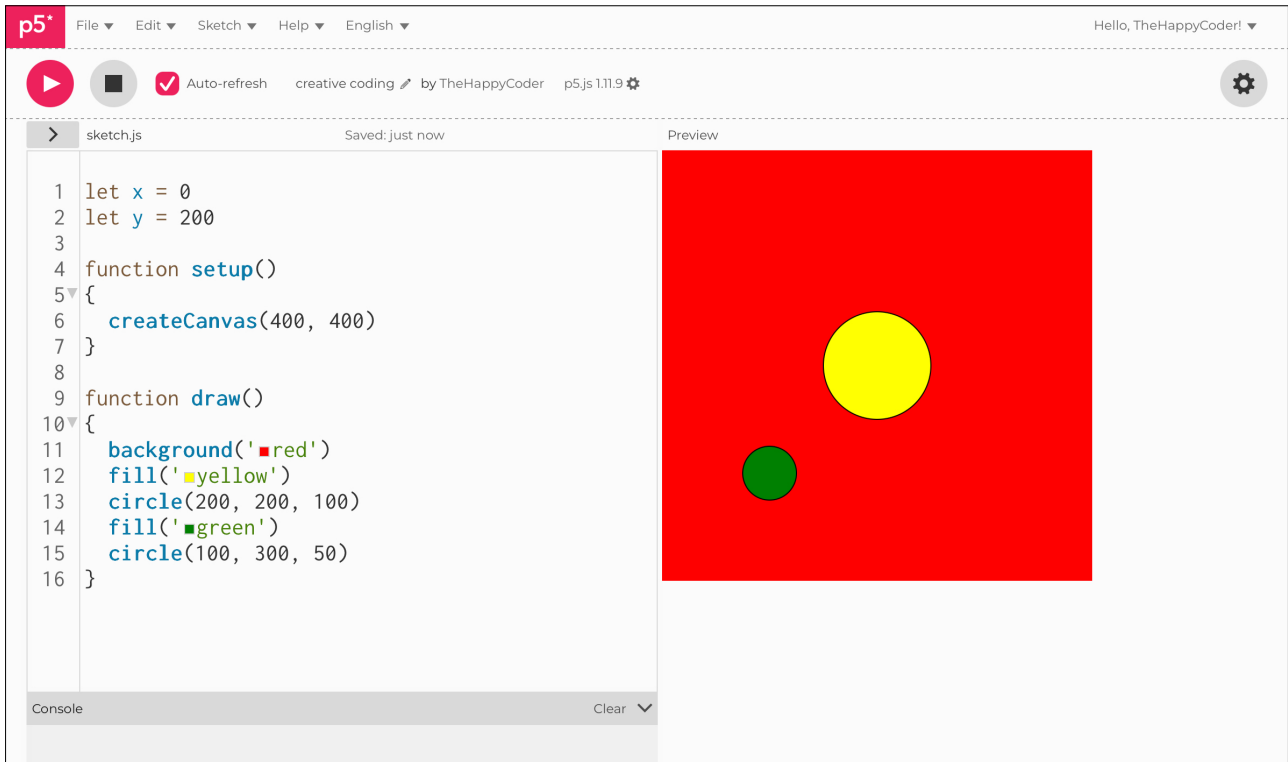 p5* File Edit Sketch Help English Hello, TheHappyCoder!
Auto-refresh creative coding by TheHappyCoder p5.js 1.11.9
sketch.js Saved: just now Preview
1 let x = 0
2 let y = 200
3
4 function setup()
5 {
6 createCanvas(400, 400)
7 }
8
9 function draw()
10 {
11 background('red')
12 fill('yellow')
13 circle(200, 200, 100)
14 fill('green')
15 circle(100, 300, 50)
16 }
Console Clear